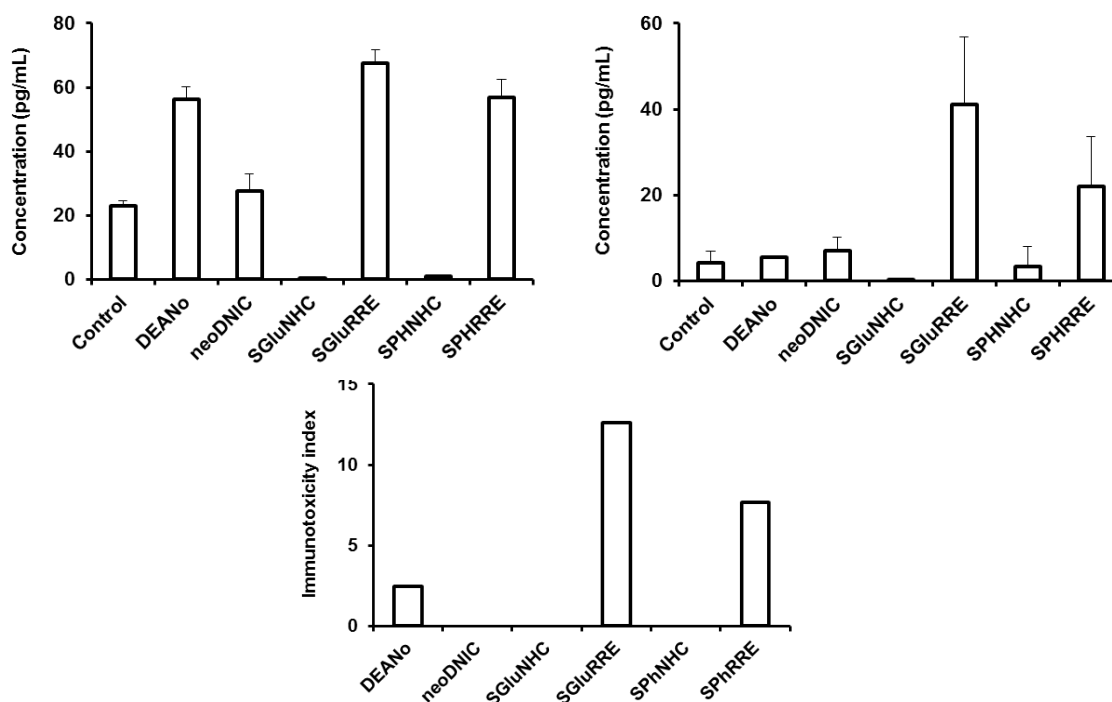 Concentration (pg/mL)
80
60
40
20
0
Control
DEANo
neoDNIC
SGluNHC
SGluRRE
SPHNHC
SPHRRE
Concentration (pg/mL)
60
40
20
0
Control
DEANo
neoDNIC
SGluNHC
SGluRRE
SPHNHC
SPHRRE
Immunotoxicity index
15
10
5
0
DEANo
neoDNIC
SGluNHC
SGluRRE
SPhNHC
SPhRRE